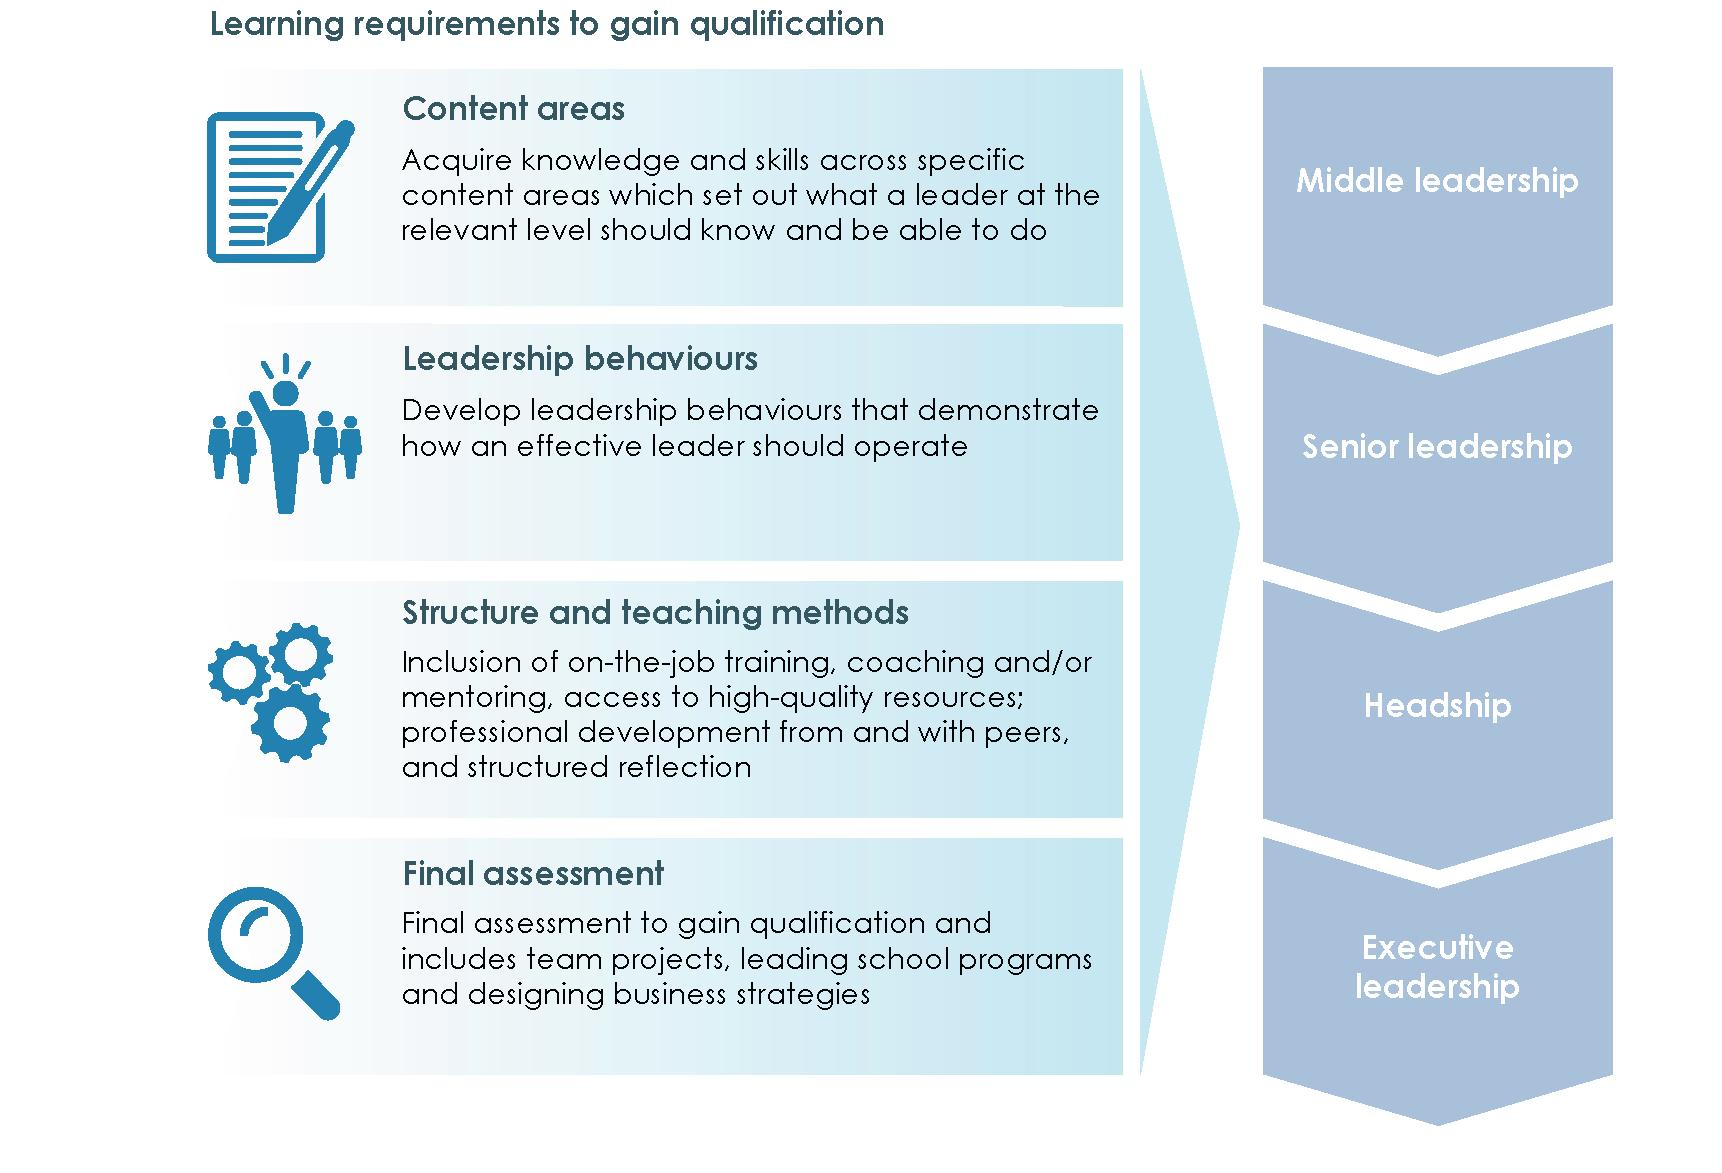 Learning requirements to gain qualification
Content areas
Acquire knowledge and skills across specific
content areas which set out what a leader at the
relevant level should know and be able to do
Leadership behaviours
Develop leadership behaviours that demonstrate
how an effective leader should operate
Structure and teaching methods
Inclusion of on-the-job training, coaching and/or
mentoring, access to high-quality resources;
professional development from and with peers,
and structured reflection
Final assessment
Final assessment to gain qualification and
includes team projects, leading school programs
and designing business strategies
Middle leadership
Senior leadership
Headship
Executive
leadership